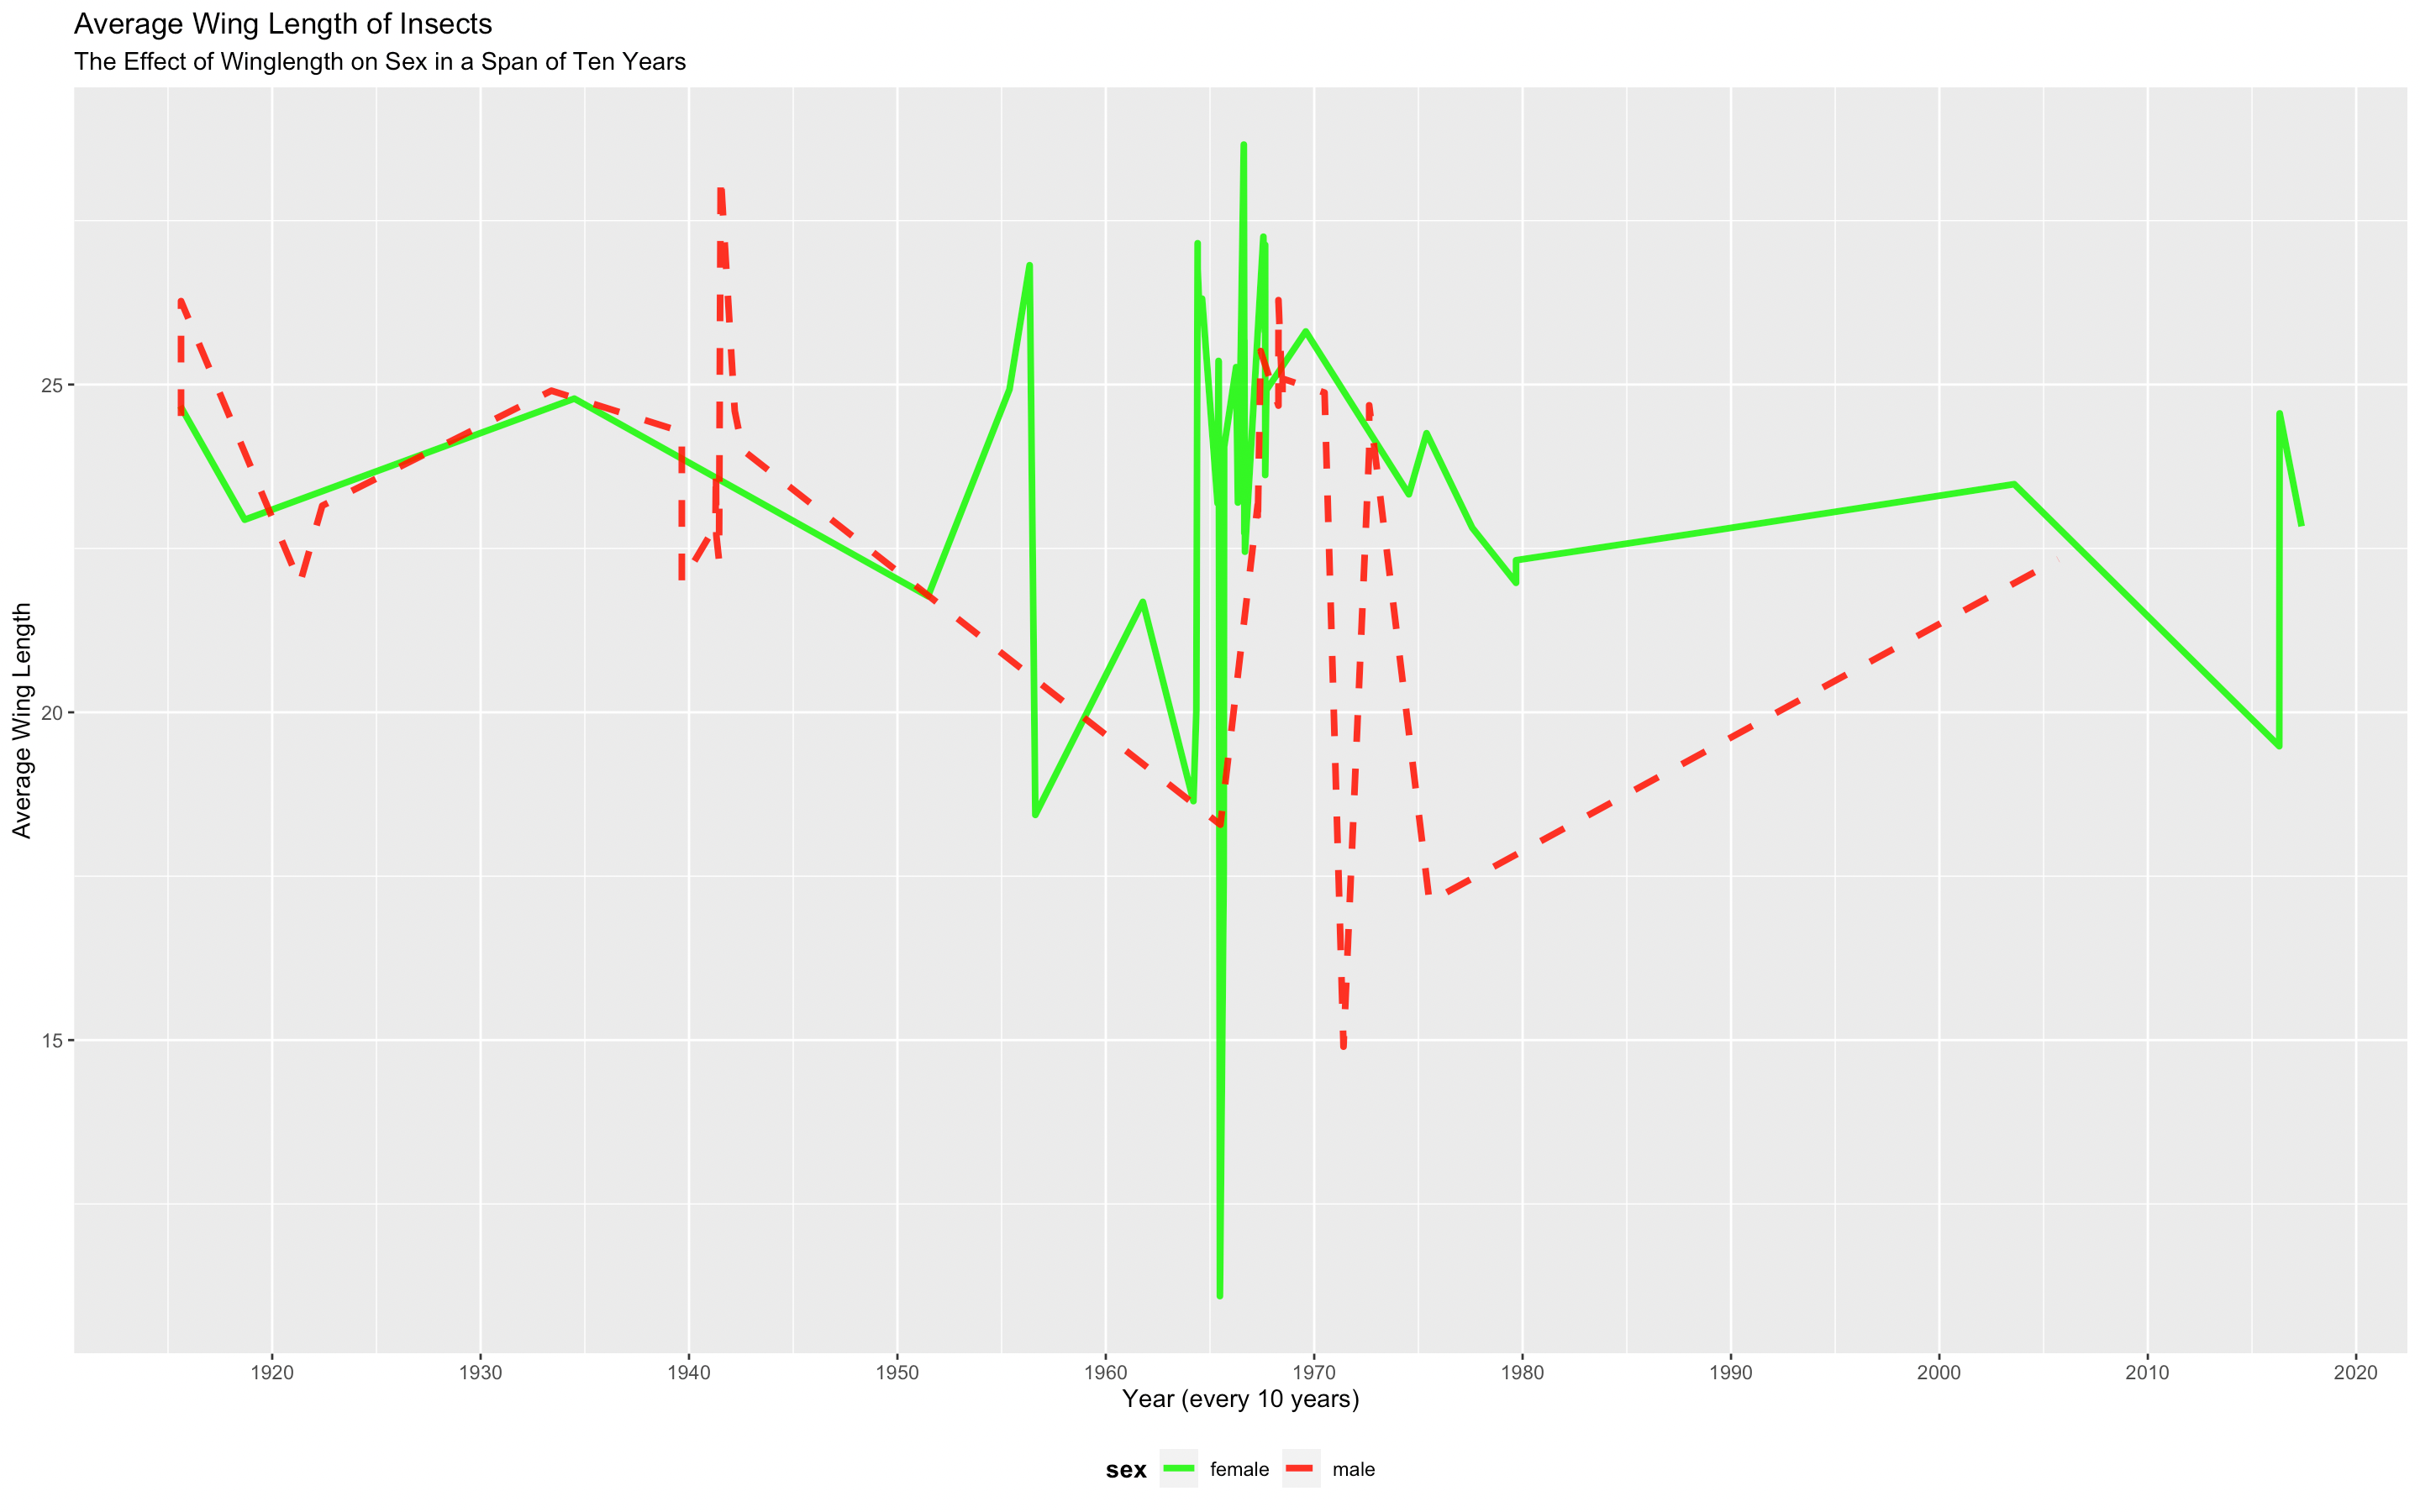 Average Wing Length of Insects
The Effect of Winglength on Sex in a Span of Ten Years
Average Wing Length
25
20
15
1920 1930 1940 1950 1960 1970 1980 1990 2000 2010 2020
Year (every 10 years)
sex female male